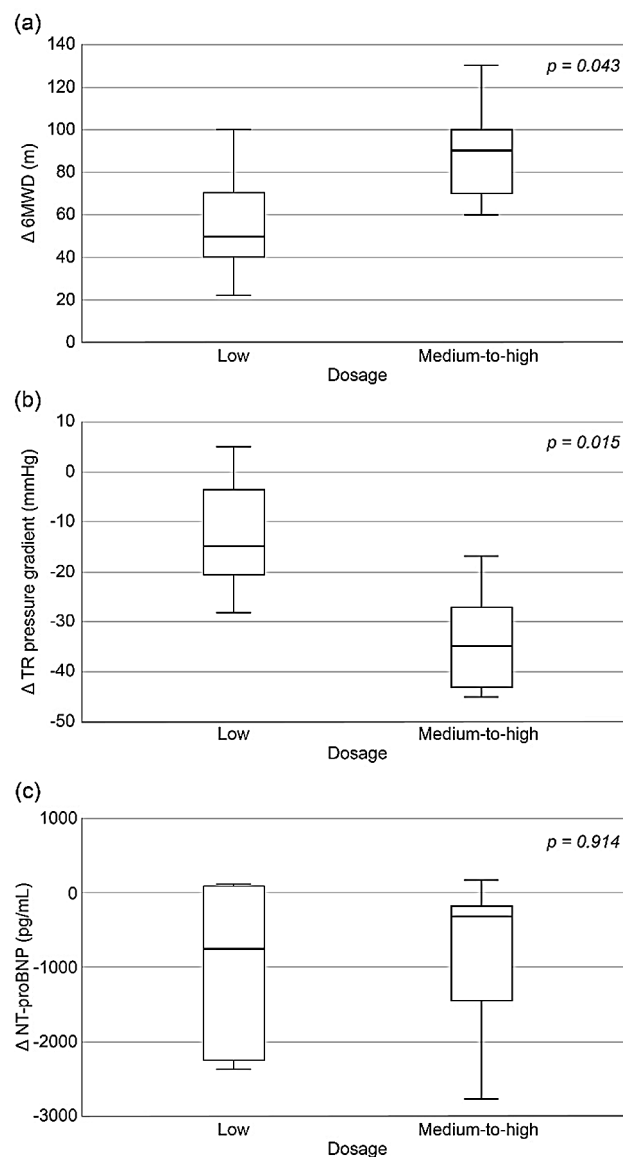 (a)
140
p = 0.043
120
100
80
60
40
20
0
Δ 6MWD (m)
Low
Medium-to-high
Dosage
(b)
10
p = 0.015
0
-10
-20
-30
-40
-50
Δ TR pressure gradient (mmHg)
Low
Medium-to-high
Dosage
(c)
1000
p = 0.914
0
-1000
-2000
-3000
Δ NT-proBNP (pg/mL)
Low
Medium-to-high
Dosage